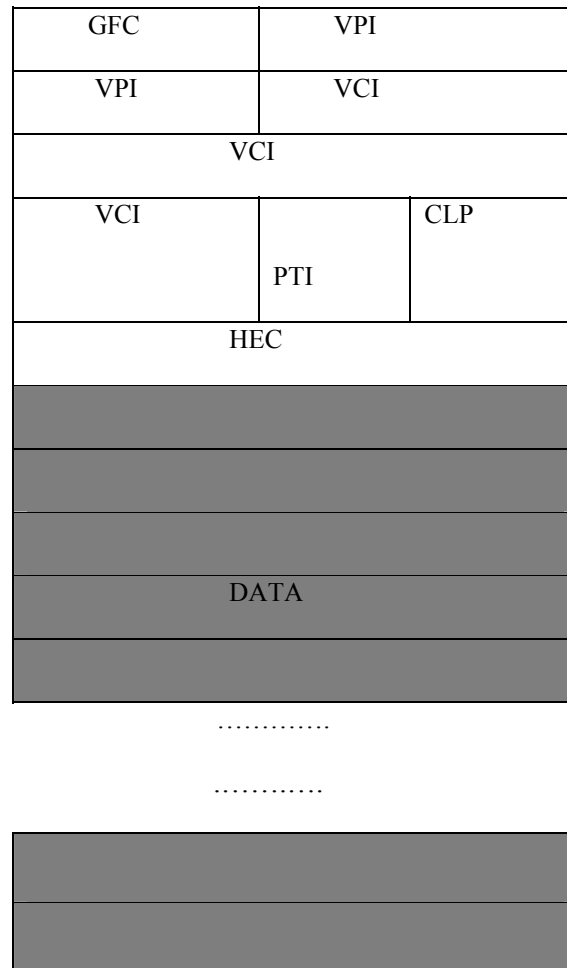 GFC VPI
VPI VCI
VCI
VCI CLP
PTI
HEC
DATA
………….
………….